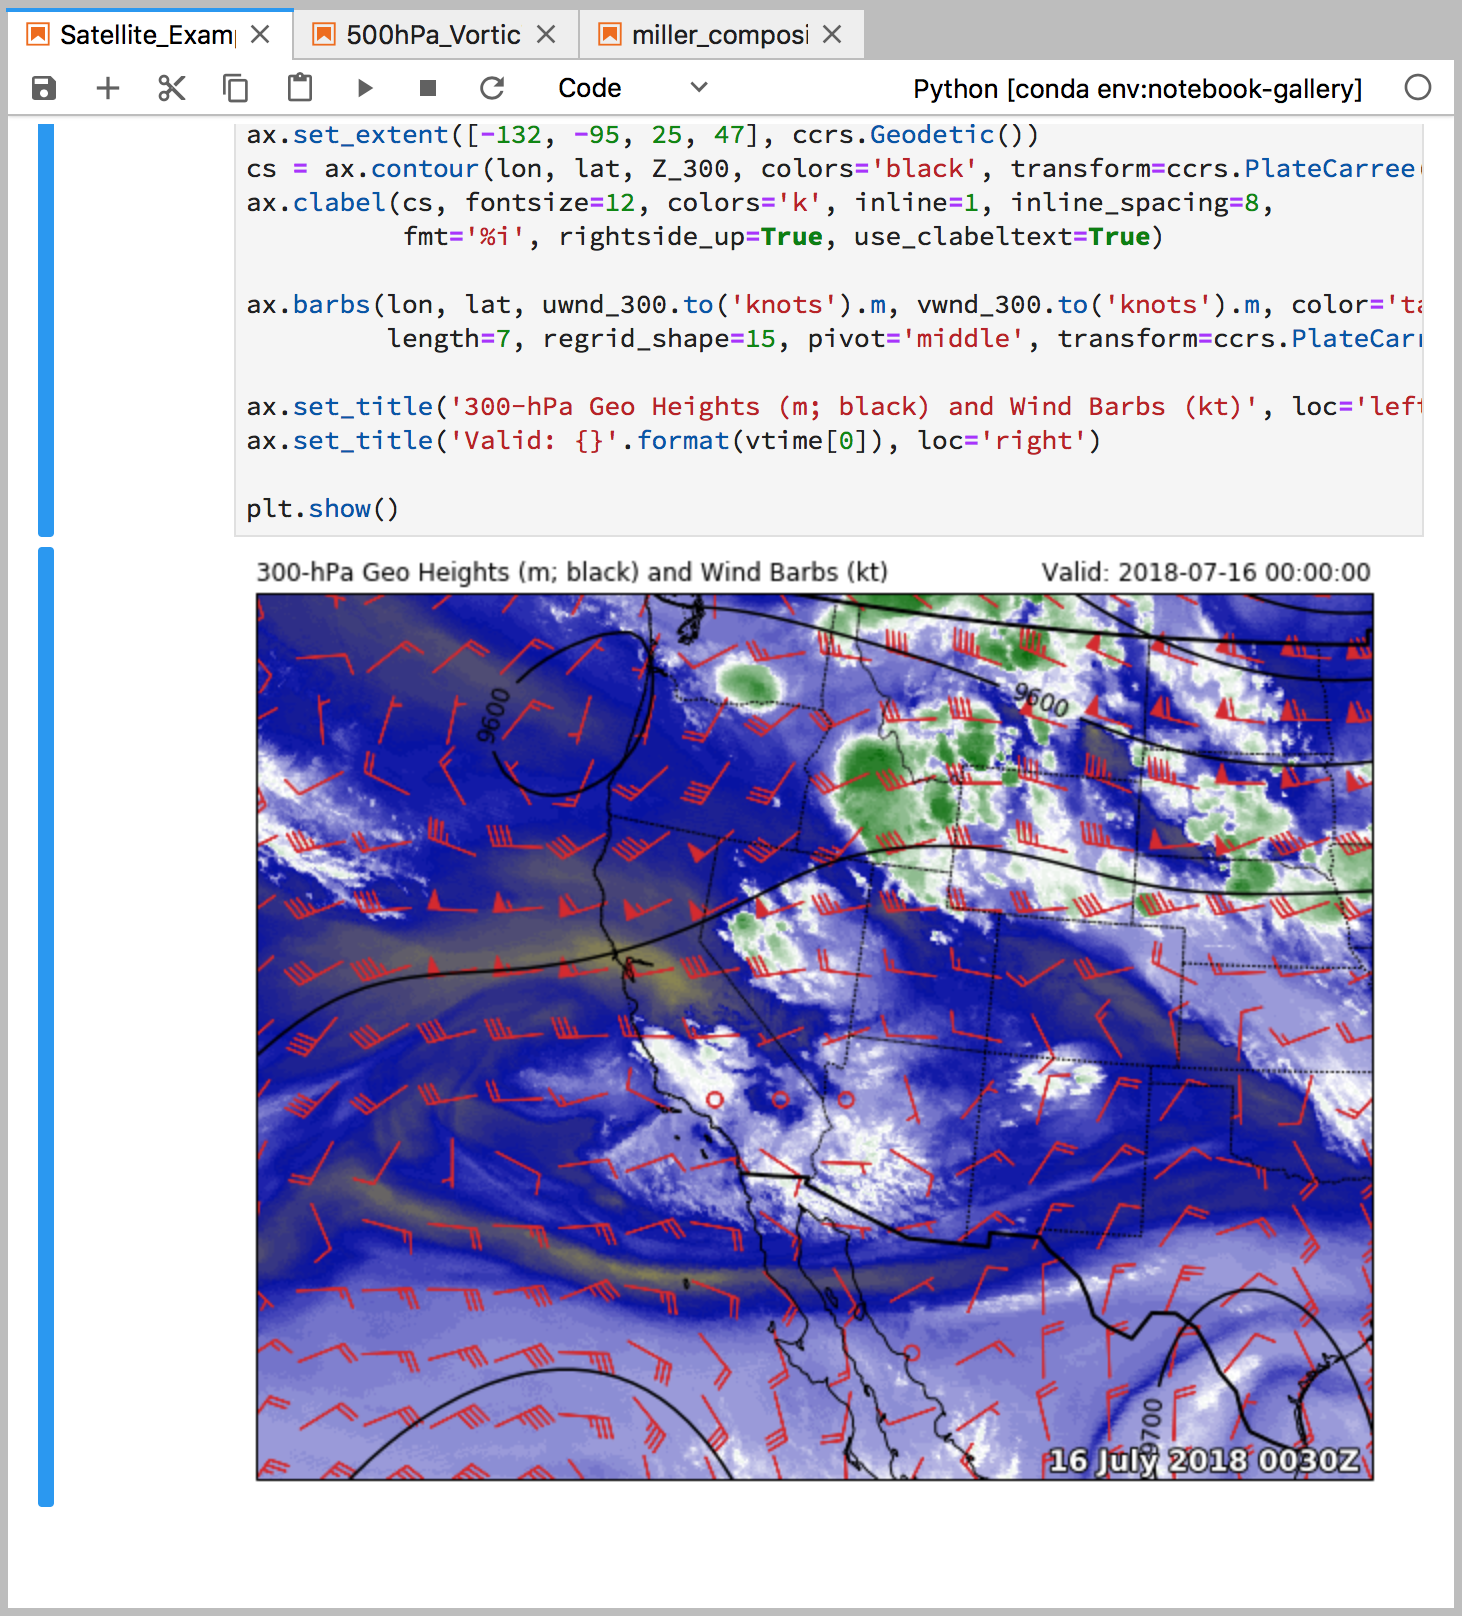 Satellite_Exam
500hPa_Vortic
miller_composi
Code
Python [conda env:notebook-gallery]
ax.set_extent([-132, -95, 25, 47], ccrs.Geodetic())
cs = ax.contour(lon, lat, Z_300, colors='black', transform=ccrs.PlateCarree(
ax.clabel(cs, fontsize=12, colors='k', inline=1, inline_spacing=8,
fmt='%i', rightside_up=True, use_clabeltext=True)
ax.barbs(lon, lat, uwnd_300.to('knots').m, vwnd_300.to('knots').m, color='ta
length=7, regrid_shape=15, pivot='middle', transform=ccrs.PlateCarr
ax.set_title('300-hPa Geo Heights (m; black) and Wind Barbs (kt)', loc='left
ax.set_title('Valid: {}'.format(vtime[0]), loc='right')
plt.show()
300-hPa Geo Heights (m; black) and Wind Barbs (kt)
Valid: 2018-07-16 00:00:00
9600
9600
9700
16 July 2018 0030Z